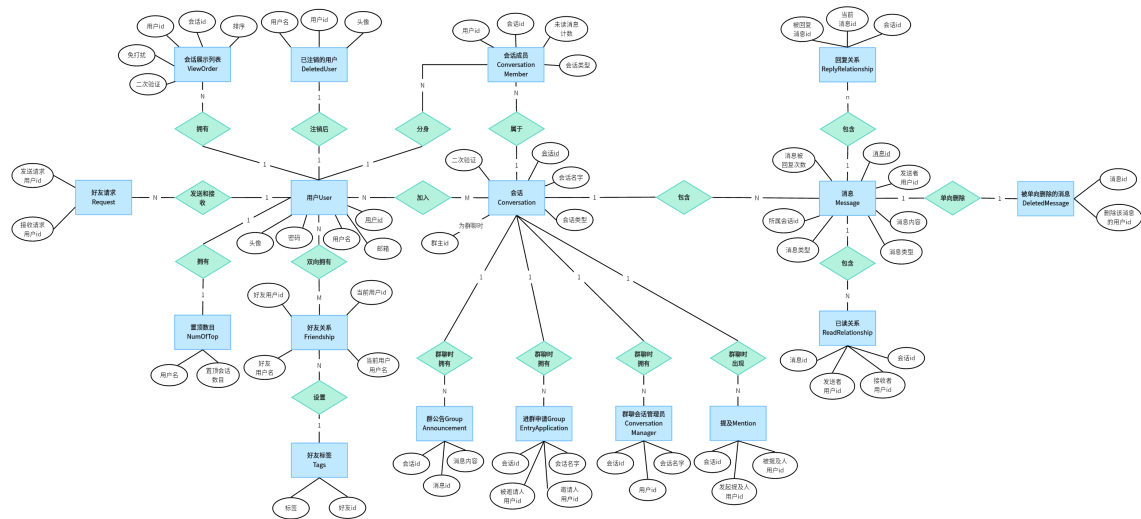 用户id
会话id
排序
免打扰
二次验证
会话展示列表
ViewOrder
N
拥有
1
用户名
用户id
头像
已注销的用户
DeletedUser
1
注销后
1
用户id
会话id
未读消息
计数
会话类型
会话成员
Conversation
Member
N
分身
1
N
属于
1
被回复
消息id
当前
消息id
会话id
回复关系
ReplyRelationship
n
包含
1
发送请求
用户id
接收请求
用户id
好友请求
Request
N
发送和接
收
1
用户User
头像
密码
用户名
用户id
邮箱
N
加入
M
二次验证
会话id
会话名字
会话类型
为群聊时
群主id
会话
Conversation
1
包含
N
消息被
回复次数
消息id
发送者
用户id
所属会话id
消息内容
消息类型
消息类型
消息
Message
1
单向删除
1
被单向删除的消息
DeletedMessage
消息id
删除该消息
的用户id
1
拥有
1
置顶数目
NumOfTop
用户名
置顶会话
数目
N
双向拥有
M
好友用户id
当前用户id
好友关系
Friendship
好友
用户名
当前用户
用户名
N
设置
1
好友标签
Tags
标签
好友id
1
群聊时
拥有
N
群公告Group
Announcement
会话id
消息内容
消息id
1
群聊时
拥有
N
进群申请Group
EntryApplication
会话id
会话名字
被邀请人
用户id
邀请人
用户id
1
群聊时
拥有
N
群聊会话管理员
Conversation
Manager
会话id
会话名字
用户id
1
群聊时
出现
N
提及Mention
会话id
被提及人
用户id
发起提及人
用户id
1
包含
N
已读关系
ReadRelationship
消息id
会话id
发送者
用户id
接收者
用户id